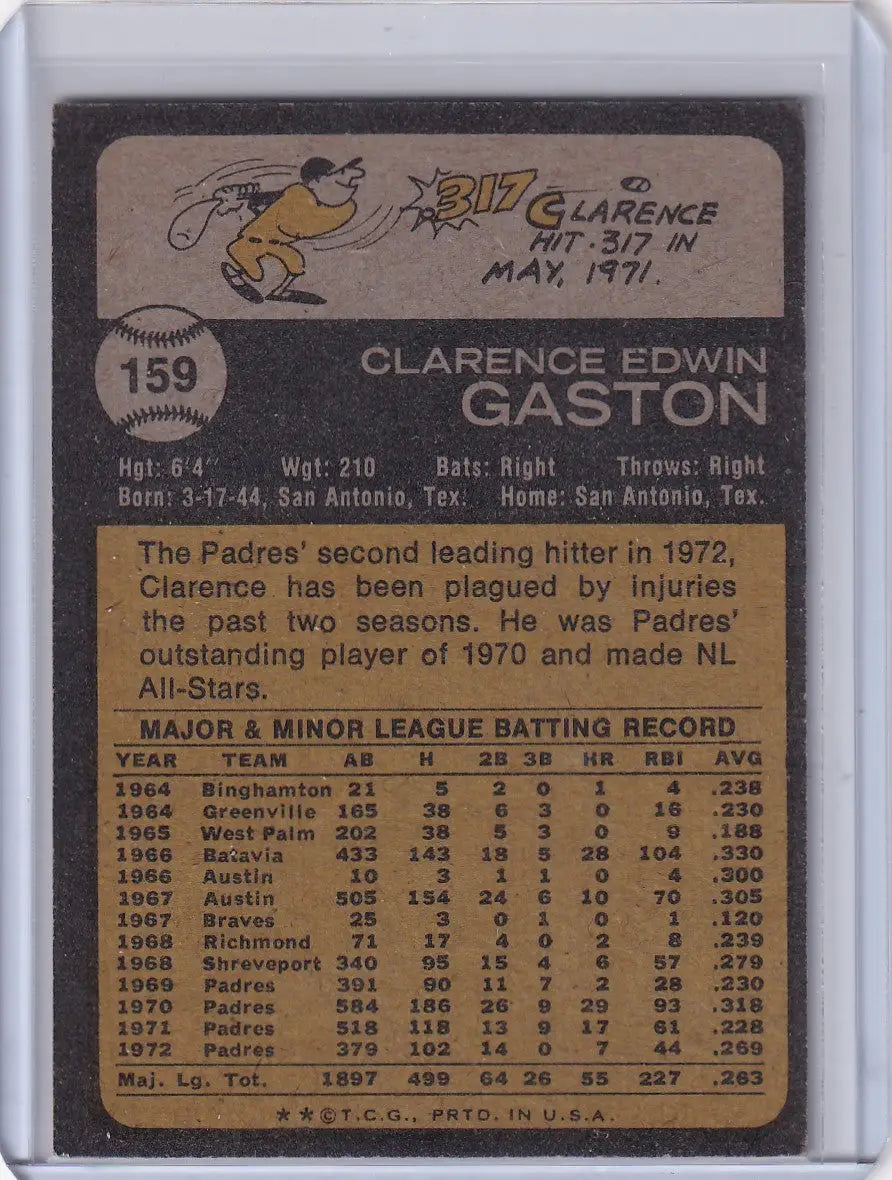 317 CLARENCE
HIT .317 IN
MAY, 1971.
159
CLARENCE EDWIN
GASTON
Hgt: 6'4" Wgt: 210 Bats: Right Throws: Right
Born: 3-17-44, San Antonio, Tex. Home: San Antonio, Tex.
The Padres' second leading hitter in 1972,
Clarence has been plagued by injuries
the past two seasons. He was Padres'
outstanding player of 1970 and made NL
All-Stars.
MAJOR & MINOR LEAGUE BATTING RECORD
YEAR TEAM AB H 2B 3B HR RBI AVG
1964 Binghamton 21 5 2 0 1 4 .238
1964 Greenville 165 38 6 3 0 16 .230
1965 West Palm 202 38 5 3 0 9 .188
1966 Batavia 433 143 18 5 28 104 .330
1966 Austin 10 3 1 1 0 4 .300
1967 Austin 505 154 24 6 10 70 .305
1967 Braves 25 3 0 1 0 1 .120
1968 Richmond 71 17 4 0 2 8 .239
1968 Shreveport 340 95 15 4 6 57 .279
1969 Padres 391 90 11 7 2 28 .230
1970 Padres 584 186 26 9 29 93 .318
1971 Padres 518 118 13 9 17 61 .228
1972 Padres 379 102 14 0 7 44 .269
Maj. Lg. Tot. 1897 499 64 26 55 227 .263
★★©T.C.G., PRTD. IN U.S.A.